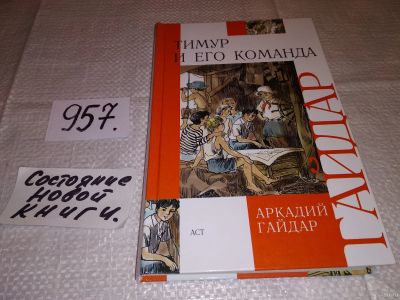 ТИМУР
И ЕГО КОМАНДА
ГАЙДАР
АРКАДИЙ
ГАЙДАР
АСТ
957.
Состояние
новой
книги.